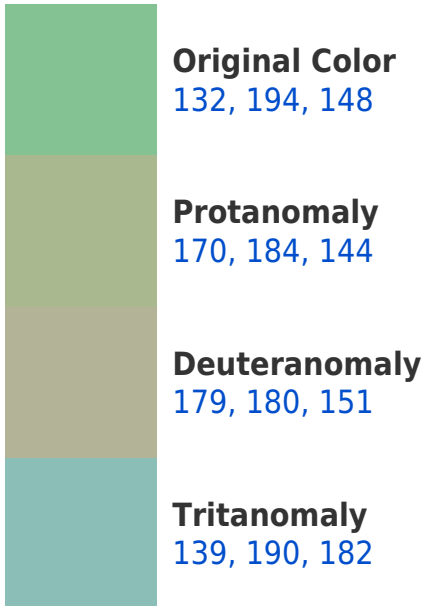 Original Color
132, 194, 148
Protanomaly
170, 184, 144
Deuteranomaly
179, 180, 151
Tritanomaly
139, 190, 182